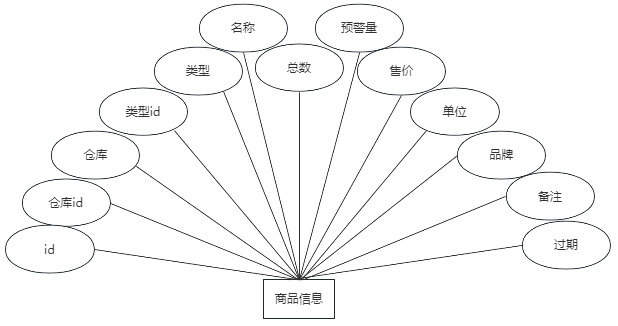 名称
预警量
类型
总数
售价
类型id
单位
仓库
品牌
仓库id
备注
id
过期
商品信息